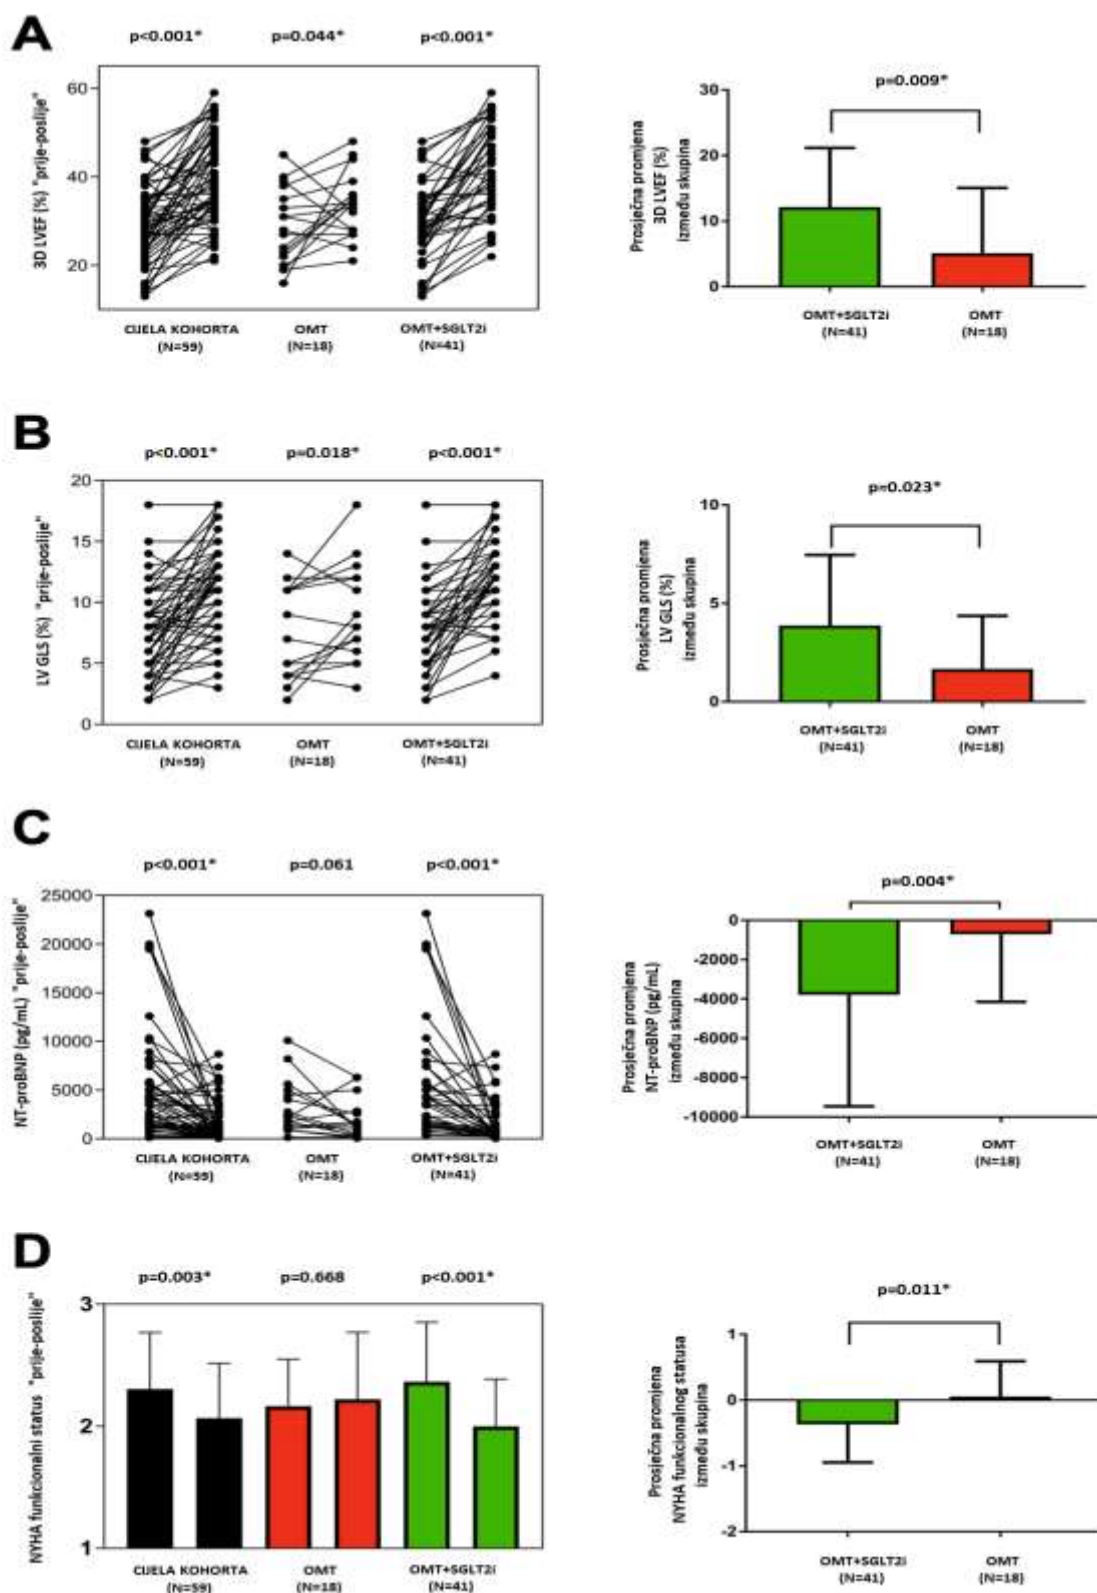 A
p<0.001*
p=0.044*
p<0.001*
3D LVEF (%) "prije-poslije"
60
40
20
CIJELA KOHORTA
(N=59)
OMT
(N=18)
OMT+SGLT2i
(N=41)
p=0.009*
Prosječna promjena
3D LVEF (%)
između skupina
30
20
10
0
OMT+SGLT2i
(N=41)
OMT
(N=18)
B
p<0.001*
p=0.018*
p<0.001*
LV GLS (%) "prije-poslije"
20
15
10
5
0
CIJELA KOHORTA
(N=59)
OMT
(N=18)
OMT+SGLT2i
(N=41)
p=0.023*
Prosječna promjena
LV GLS (%)
između skupina
10
5
0
OMT+SGLT2i
(N=41)
OMT
(N=18)
C
p<0.001*
p=0.061
p<0.001*
NT-proBNP (pg/mL) "prije-poslije"
25000
20000
15000
10000
5000
0
CIJELA KOHORTA
(N=59)
OMT
(N=18)
OMT+SGLT2i
(N=41)
p=0.004*
Prosječna promjena
NT-proBNP (pg/mL)
između skupina
0
-2000
-4000
-6000
-8000
-10000
OMT+SGLT2i
(N=41)
OMT
(N=18)
D
p=0.003*
p=0.668
p<0.001*
NYHA funkcionalni status "prije-poslije"
3
2
1
CIJELA KOHORTA
(N=59)
OMT
(N=18)
OMT+SGLT2i
(N=41)
p=0.011*
Prosječna promjena
NYHA funkcionalnog statusa
između skupina
1
0
-1
-2
OMT+SGLT2i
(N=41)
OMT
(N=18)